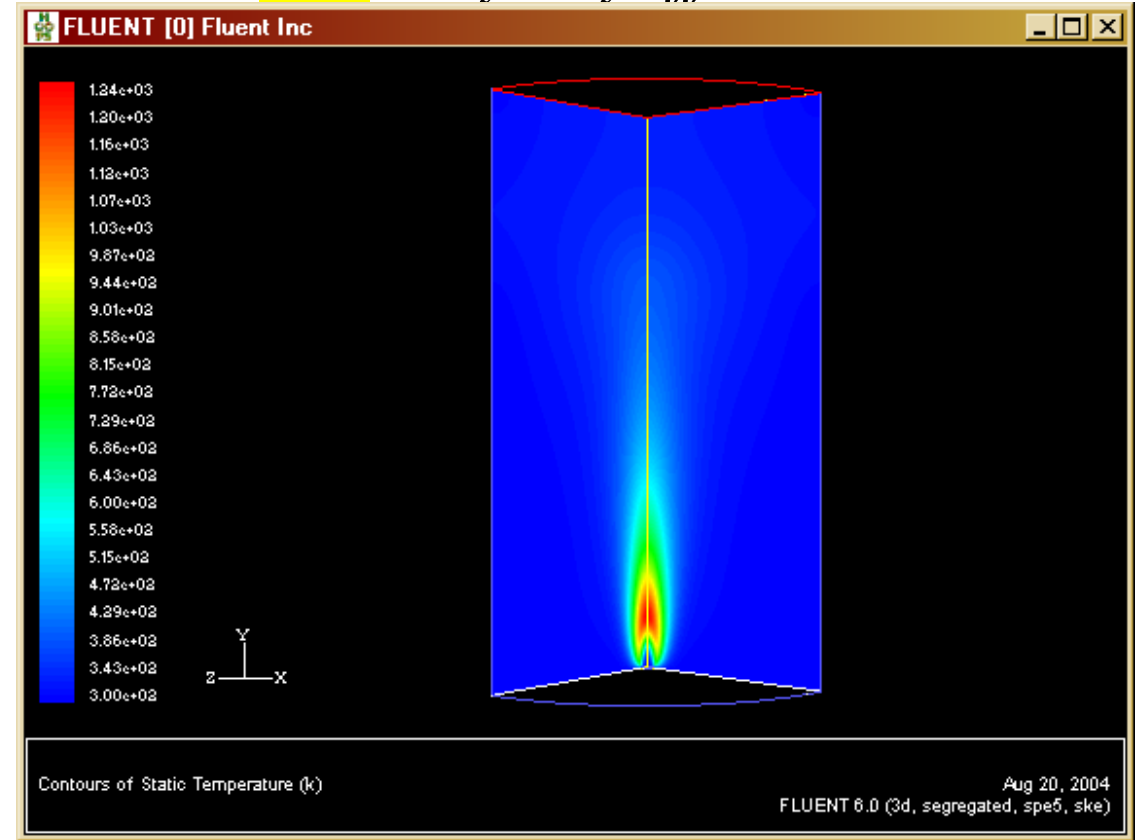 FLUENT [0] Fluent Inc
1.24e+03
1.20e+03
1.16e+03
1.12e+03
1.07e+03
1.03e+03
9.87e+02
9.44e+02
9.01e+02
8.58e+02
8.15e+02
7.72e+02
7.29e+02
6.86e+02
6.43e+02
6.00e+02
5.58e+02
5.15e+02
4.72e+02
4.29e+02
3.86e+02
3.43e+02
3.00e+02
Y
Z X
Contours of Static Temperature (k)
Aug 20, 2004
FLUENT 6.0 (3d, segregated, spe5, ske)